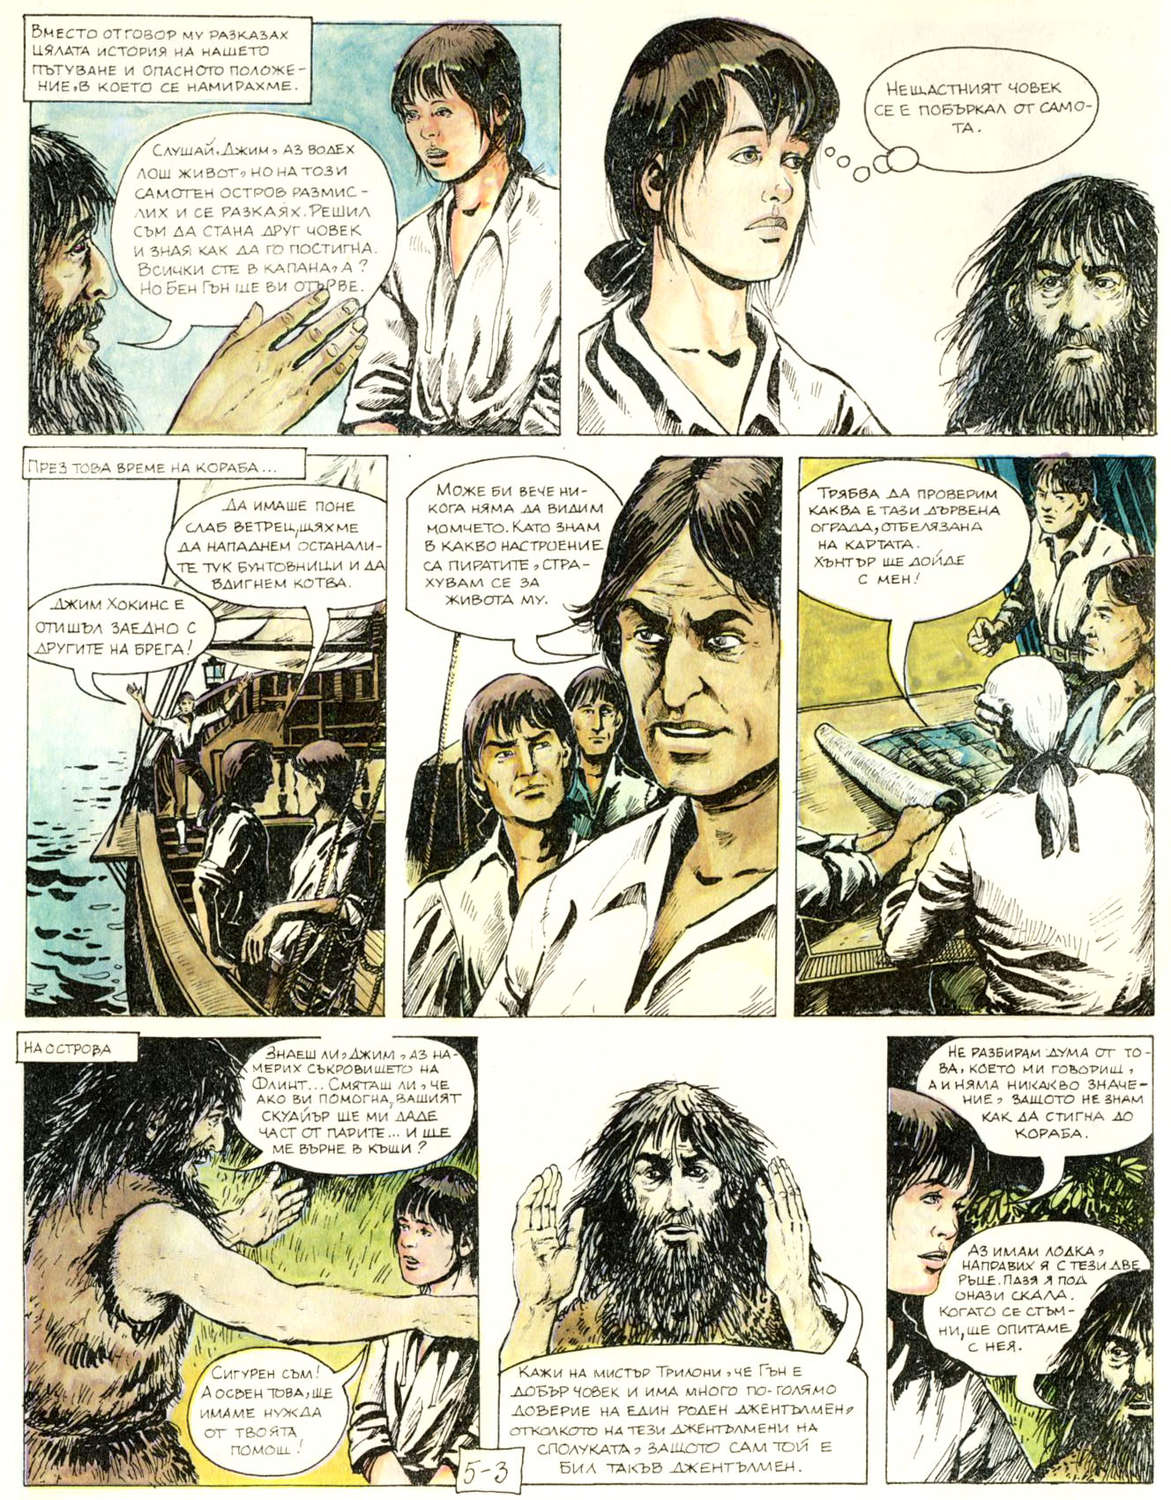 Вместо отговор му разказах
цялата история на нашето
пътуване и опасното положе-
ние, в което се намирахме.
Слушай, Джим, аз водех
лош живот, но на този
самотен остров размис-
лих и се разкаях. Решил
съм да стана друг човек
и зная как да го постигна.
Всички сте в капана, а?
Но Бен Гън ще ви отърве.
Нещастният човек
се е побъркал от само-
та.
През това време на кораба...
Да имаше поне
слаб ветрец, щяхме
да нападнем останали-
те тук бунтовници и да
вдигнем котва.
Джим Хокинс е
отишъл заедно с
другите на брега!
Може би вече ни-
кога няма да видим
момчето. Като знам
в какво настроение
са пиратите, стра-
хувам се за
живота му.
Трябва да проверим
каква е тази дървена
ограда, отбелязана
на картата.
Хънтър ще дойде
с мен!
На острова
Знаеш ли, Джим, аз на-
мерих съкровището на
Флинт... Смяташ ли, че
ако ви помогна, вашият
скуайър ще ми даде
част от парите... и ще
ме върне в къщи?
Сигурен съм!
А освен това, ще
имаме нужда
от твоята
помощ!
Кажи на мистър Трилони, че Гън е
добър човек и има много по-голямо
доверие на един роден джентълмен,
отколкото на тези джентълмени на
сполуката, защото сам той е
бил такъв джентълмен.
Не разбирам дума от то-
ва, което ми говориш,
а и няма никакво значе-
ние, защото не знам
как да стигна до
кораба.
Аз имам лодка,
направих я с тези две
ръце. Пазя я под
онази скала.
Когато се стъм-
ни, ще опитаме
с нея.
5-3